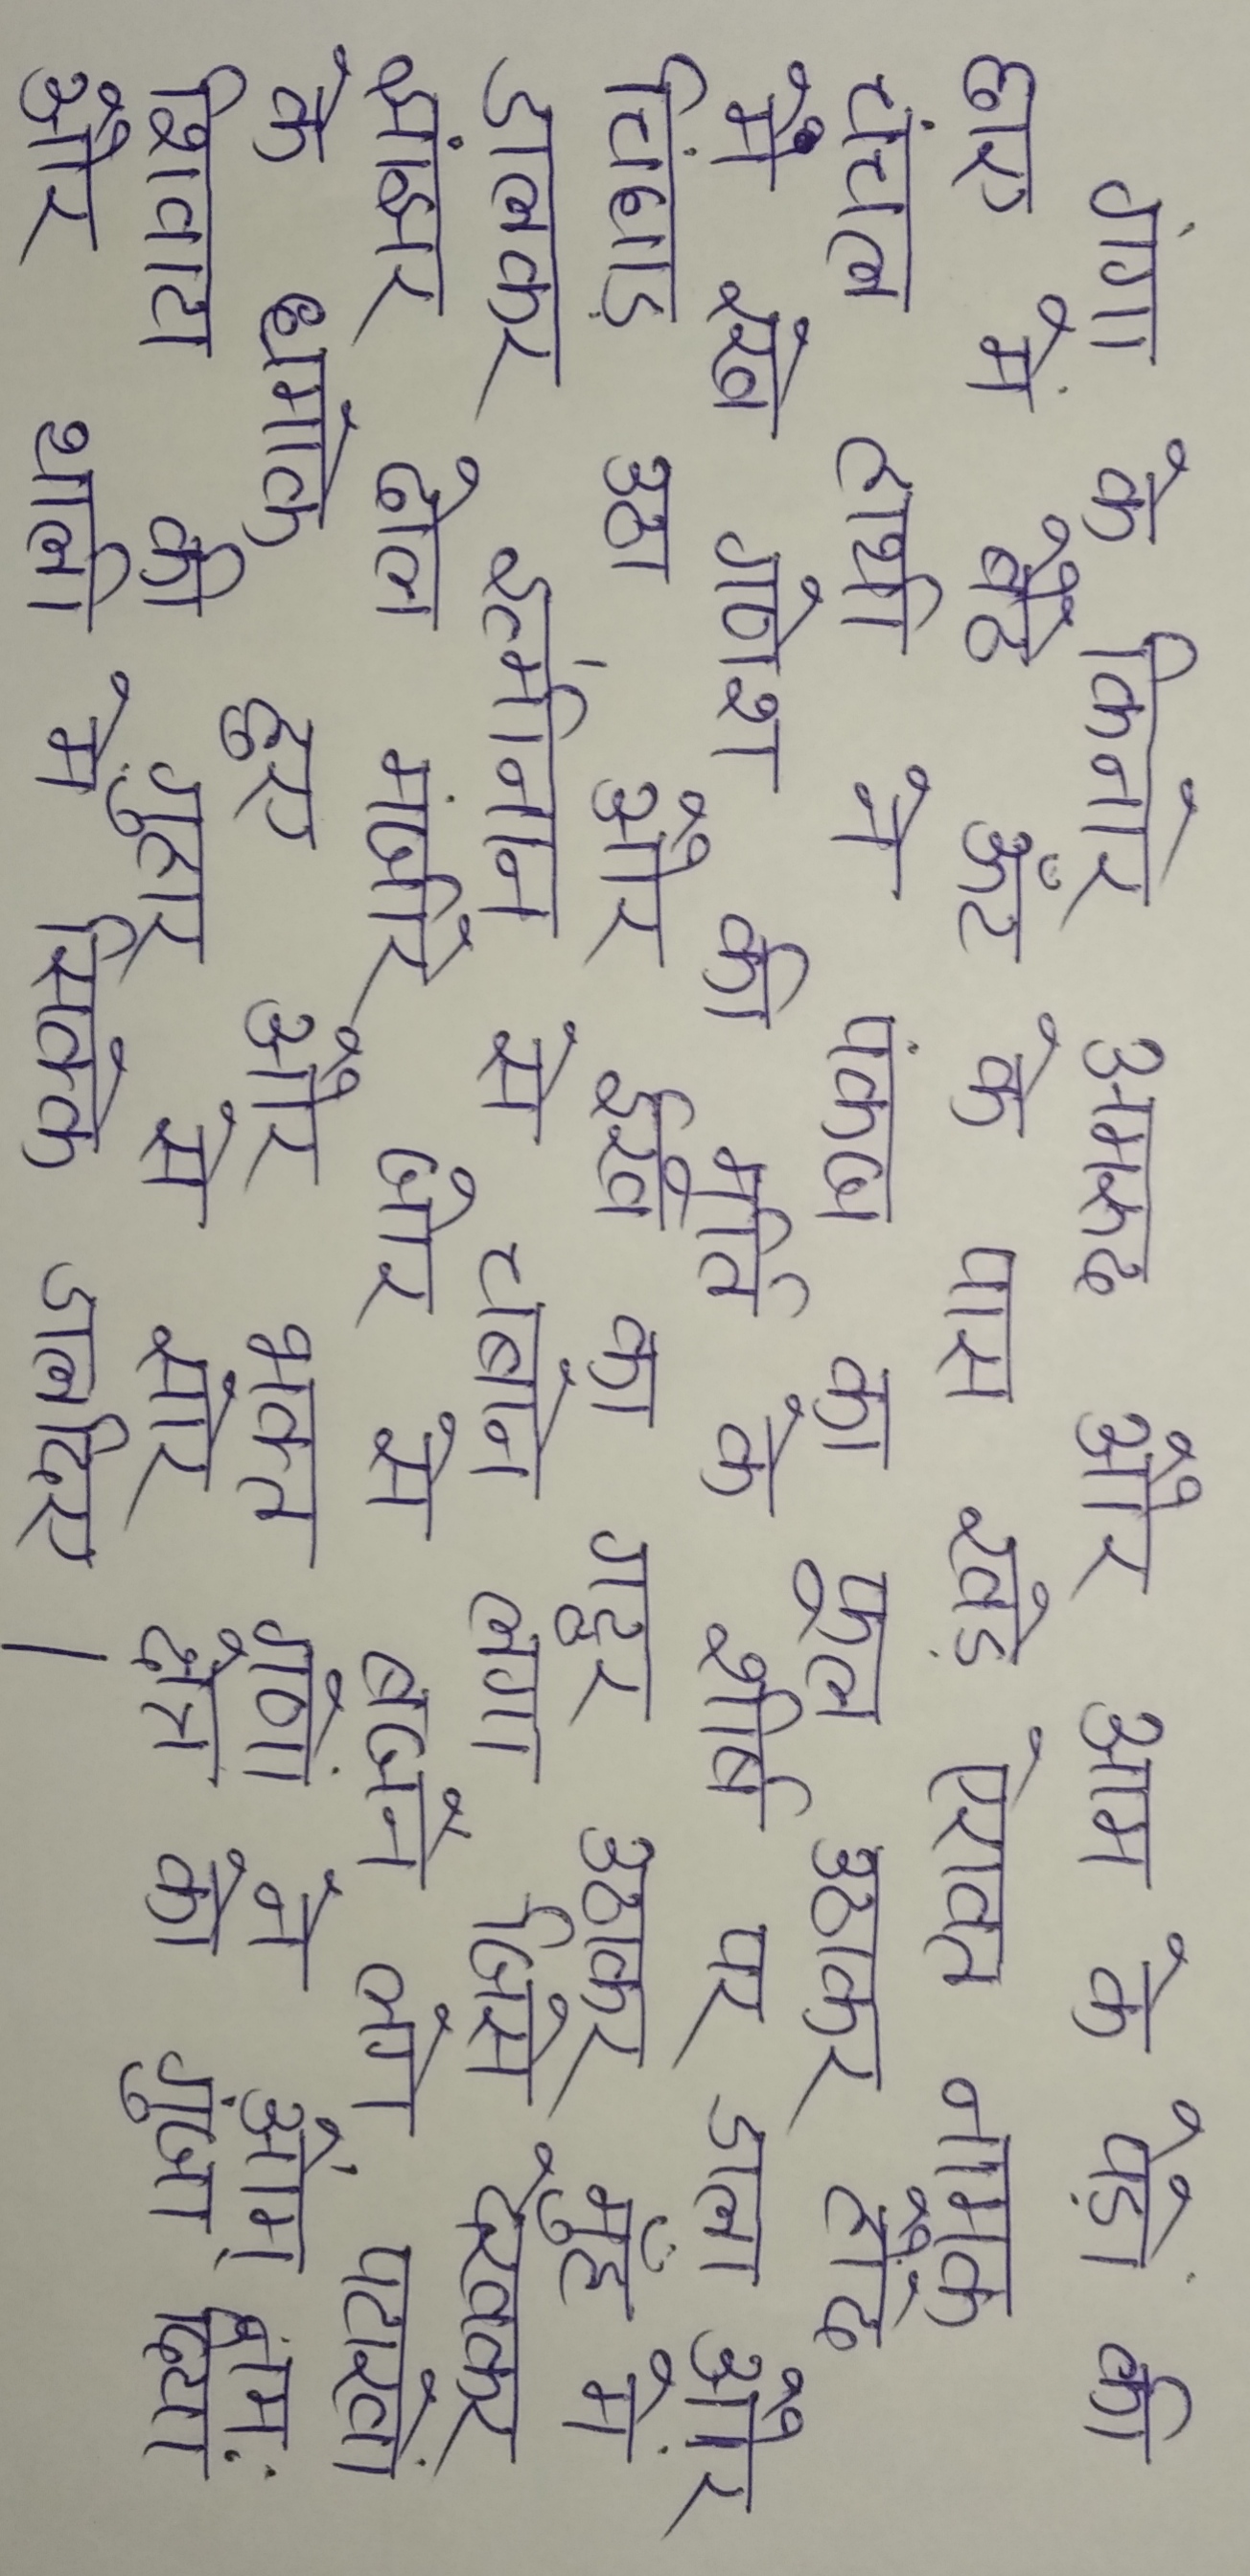 गंगा के किनारे अमरूद और आम के पेड़ों की
छाए में बैठे ऊँट के पास खड़े ऐरावत नामक
चंचल हाथी ने पंकज का फूल उठाकर हौदे
मे रखे गणेश की मूर्ति के शीर्ष पर डाला और
चिंघाड़ उठा, और ईख का गट्ठर उठाकर मुँह में
डालकर इत्मीनान से चबाने लगा जिसे देखकर
झांझर ढोल मंजीरे जोर से बजने लगे, पटाखों
के धमाके हुए और भक्त गणों ने ओम् नमः
शिवाय की गुहार से सारे क्षेत्र को गुंजा दिया
और थाली में सिक्के डालदिए |